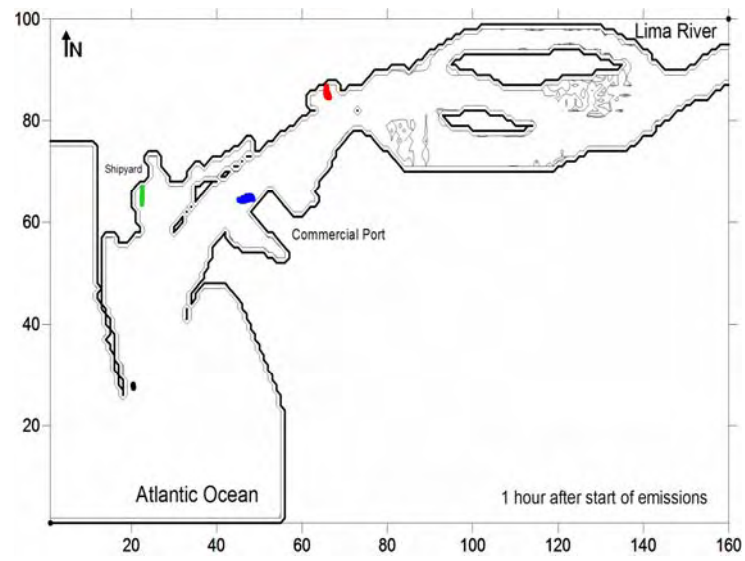 100
N
Lima River
80
Shipyard
60
Commercial Port
40
20
Atlantic Ocean
1 hour after start of emissions
20 40 60 80 100 120 140 160